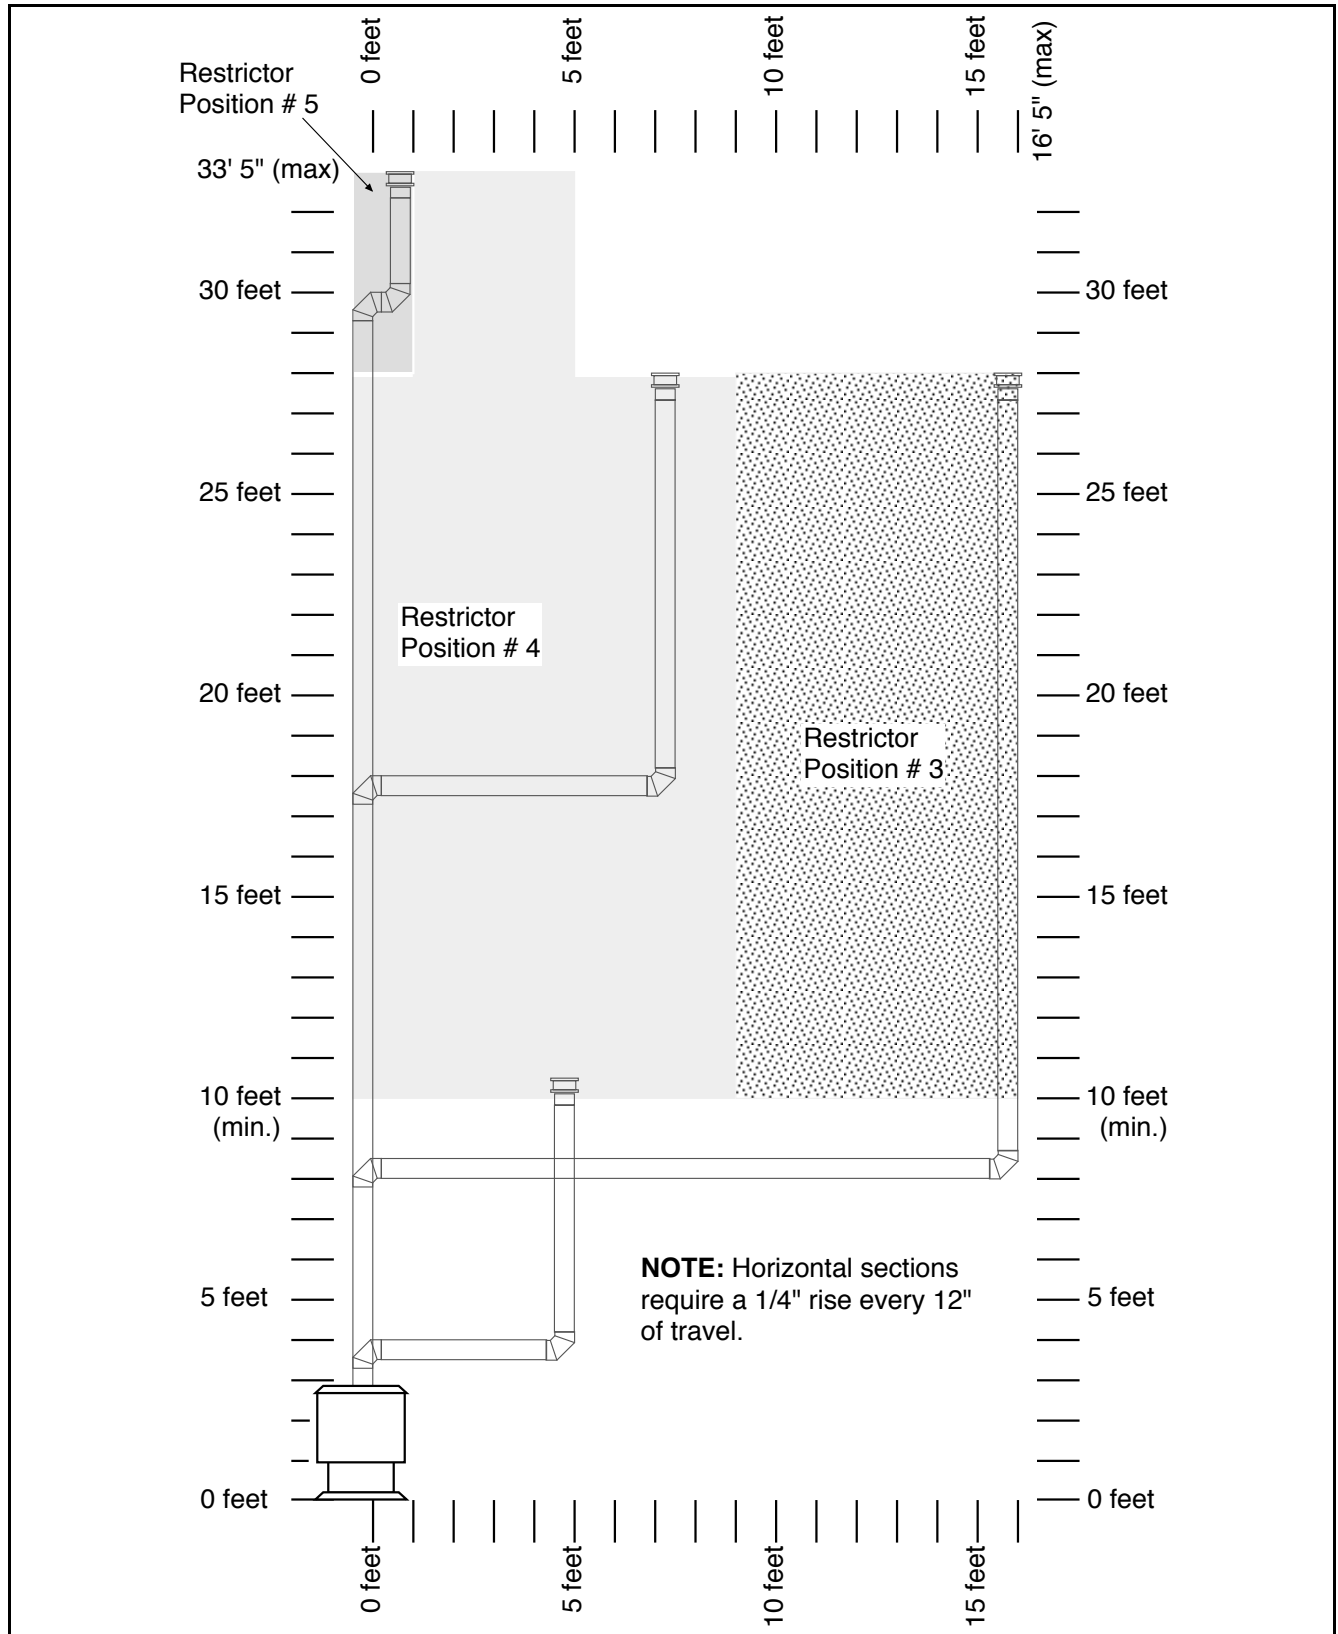 0 feet
5 feet
10 feet
15 feet
16' 5" (max)
Restrictor
Position # 5
33' 5" (max)
30 feet
30 feet
25 feet
25 feet
Restrictor
Position # 4
20 feet
20 feet
Restrictor
Position # 3
15 feet
15 feet
10 feet
(min.)
10 feet
(min.)
NOTE: Horizontal sections
require a 1/4" rise every 12"
of travel.
5 feet
5 feet
0 feet
0 feet
0 feet
5 feet
10 feet
15 feet